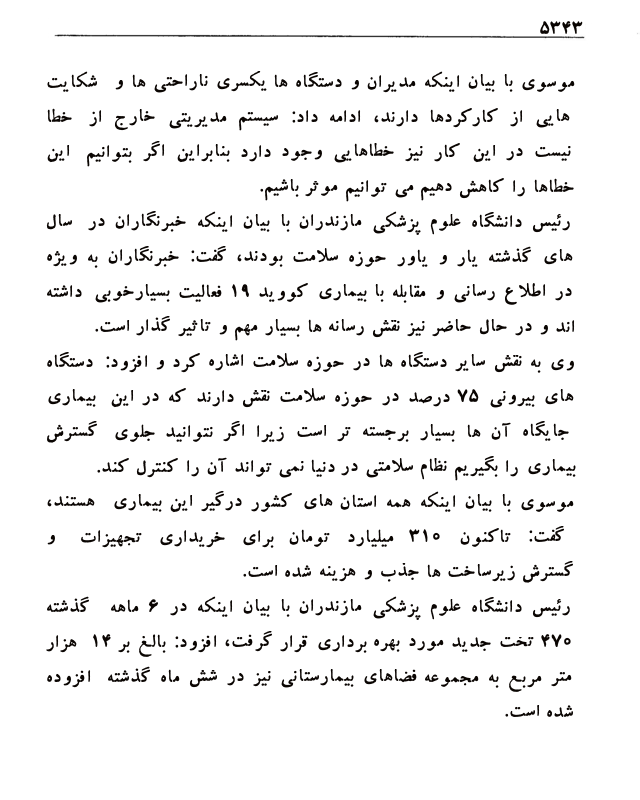 ۵۳۴۳
موسوی با بیان اینکه مدیران و دستگاه ها یکسری ناراحتی ها و شکایت
هایی از کارکردها دارند، ادامه داد: سیستم مدیریتی خارج از خطا
نیست در این کار نیز خطاهایی وجود دارد بنابراین اگر بتوانیم این
خطاها را کاهش دهیم می توانیم موثر باشیم.
رئیس دانشگاه علوم پزشکی مازندران با بیان اینکه خبرنگاران در سال
های گذشته یار و یاور حوزه سلامت بودند، گفت: خبرنگاران به ویژه
در اطلاع رسانی و مقابله با بیماری کووید ۱۹ فعالیت بسیارخوبی داشته
اند و در حال حاضر نیز نقش رسانه ها بسیار مهم و تاثیر گذار است.
وی به نقش سایر دستگاه ها در حوزه سلامت اشاره کرد و افزود: دستگاه
های بیرونی ۷۵ درصد در حوزه سلامت نقش دارند که در این بیماری
جایگاه آن ها بسیار برجسته تر است زیرا اگر نتوانید جلوی گسترش
بیماری را بگیریم نظام سلامتی در دنیا نمی تواند آن را کنترل کند.
موسوی با بیان اینکه همه استان های کشور درگیر این بیماری هستند،
گفت: تاکنون ۳۱۰ میلیارد تومان برای خریداری تجهیزات و
گسترش زیرساخت ها جذب و هزینه شده است.
رئیس دانشگاه علوم پزشکی مازندران با بیان اینکه در ۶ ماهه گذشته
۴۷۰ تخت جدید مورد بهره برداری قرار گرفت، افزود: بالغ بر ۱۴ هزار
متر مربع به مجموعه فضاهای بیمارستانی نیز در شش ماه گذشته افزوده
شده است.